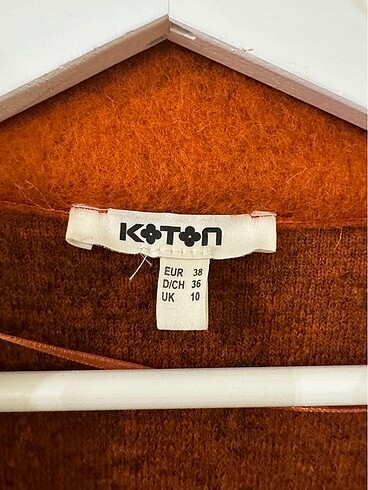 KOTON
EUR 38
D/CH 36
UK 10